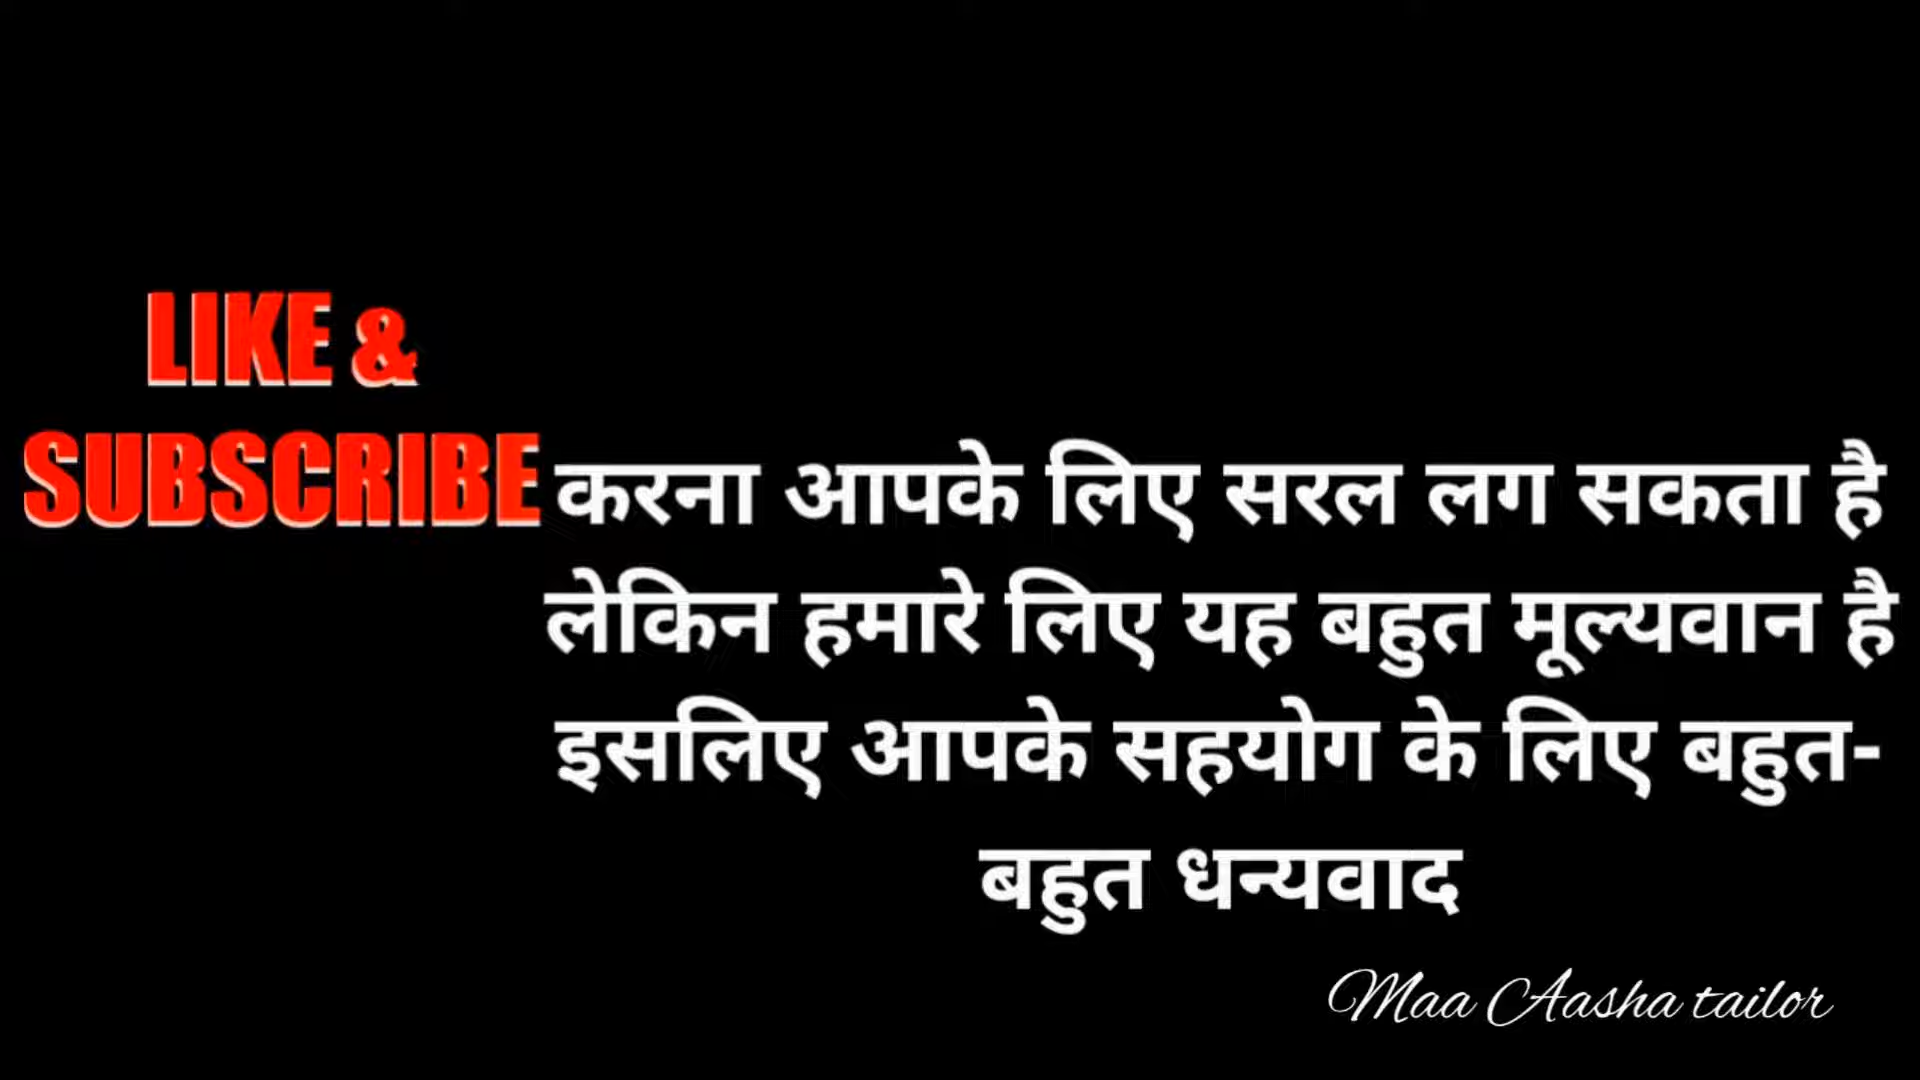 LIKE &
SUBSCRIBE करना आपके लिए सरल लग सकता है
लेकिन हमारे लिए यह बहुत मूल्यवान है
इसलिए आपके सहयोग के लिए बहुत-
बहुत धन्यवाद
Maa Aasha tailor